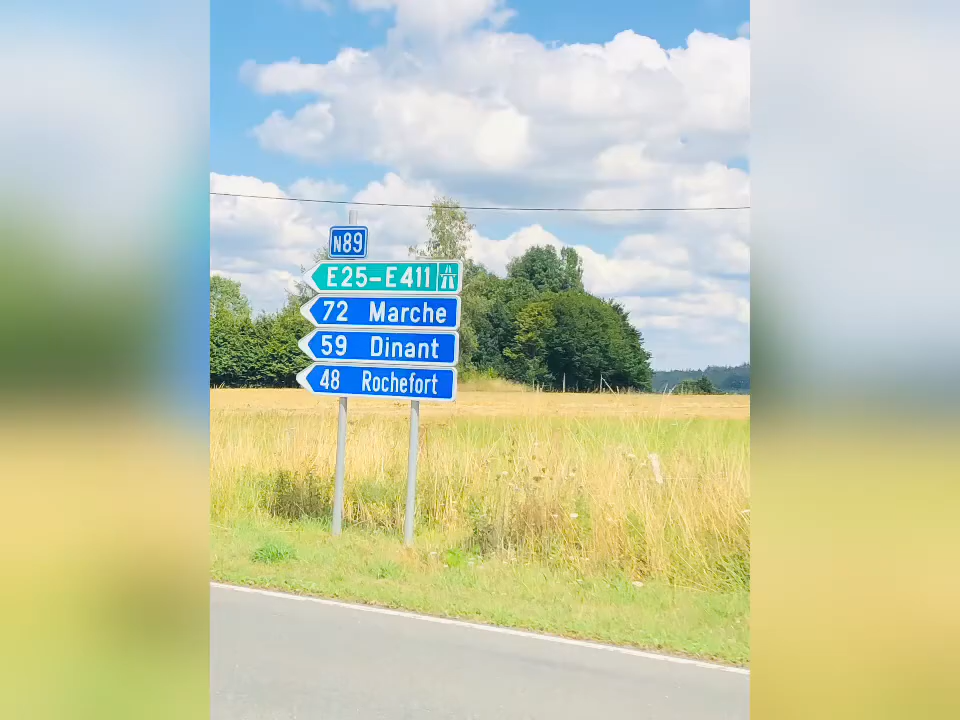 N89
E25-E411
72 Marche
59 Dinant
48 Rochefort